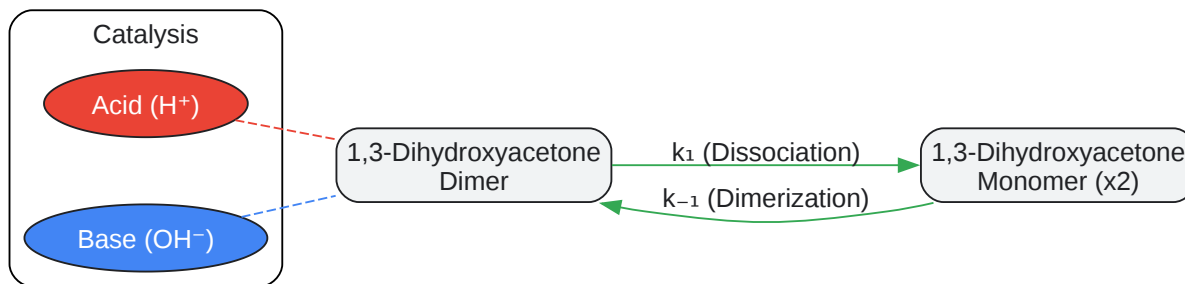 Catalysis
Acid (H⁺)
Base (OH⁻)
1,3-Dihydroxyacetone
Dimer
k₁ (Dissociation)
k₋₁ (Dimerization)
1,3-Dihydroxyacetone
Monomer (x2)